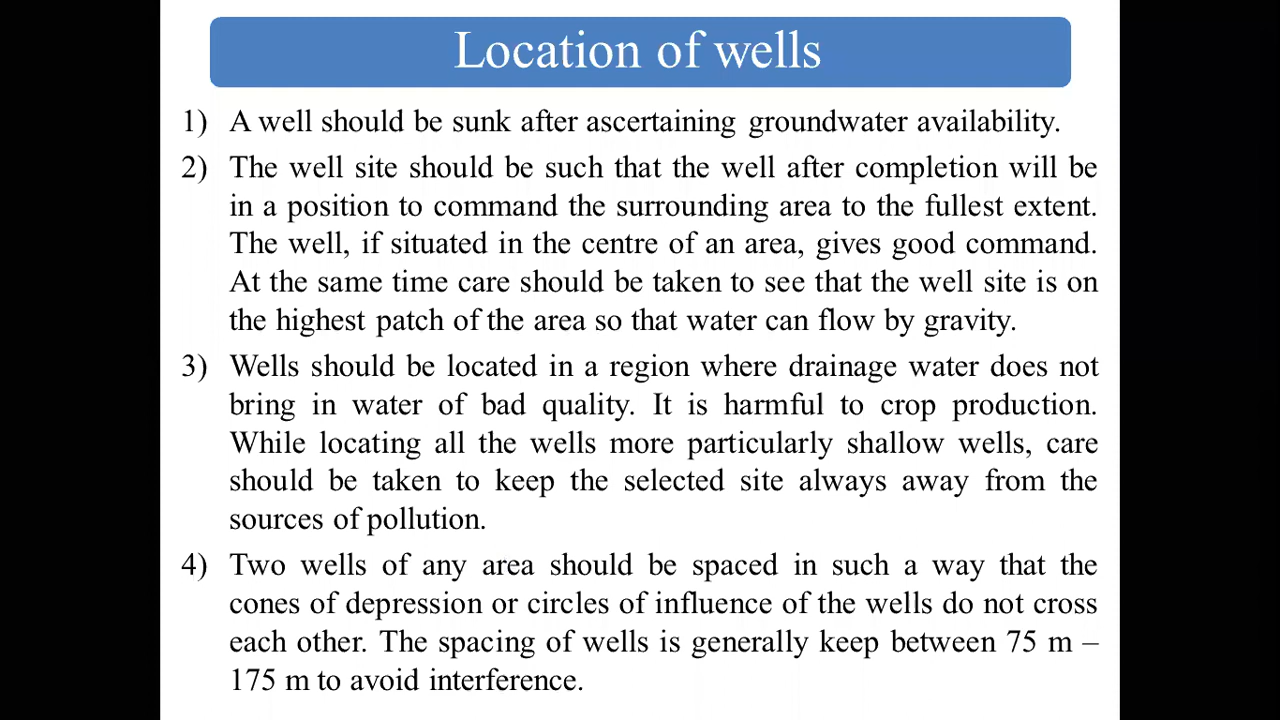 Location of wells
1) A well should be sunk after ascertaining groundwater availability.
2) The well site should be such that the well after completion will be
in a position to command the surrounding area to the fullest extent.
The well, if situated in the centre of an area, gives good command.
At the same time care should be taken to see that the well site is on
the highest patch of the area so that water can flow by gravity.
3) Wells should be located in a region where drainage water does not
bring in water of bad quality. It is harmful to crop production.
While locating all the wells more particularly shallow wells, care
should be taken to keep the selected site always away from the
sources of pollution.
4) Two wells of any area should be spaced in such a way that the
cones of depression or circles of influence of the wells do not cross
each other. The spacing of wells is generally keep between 75 m –
175 m to avoid interference.